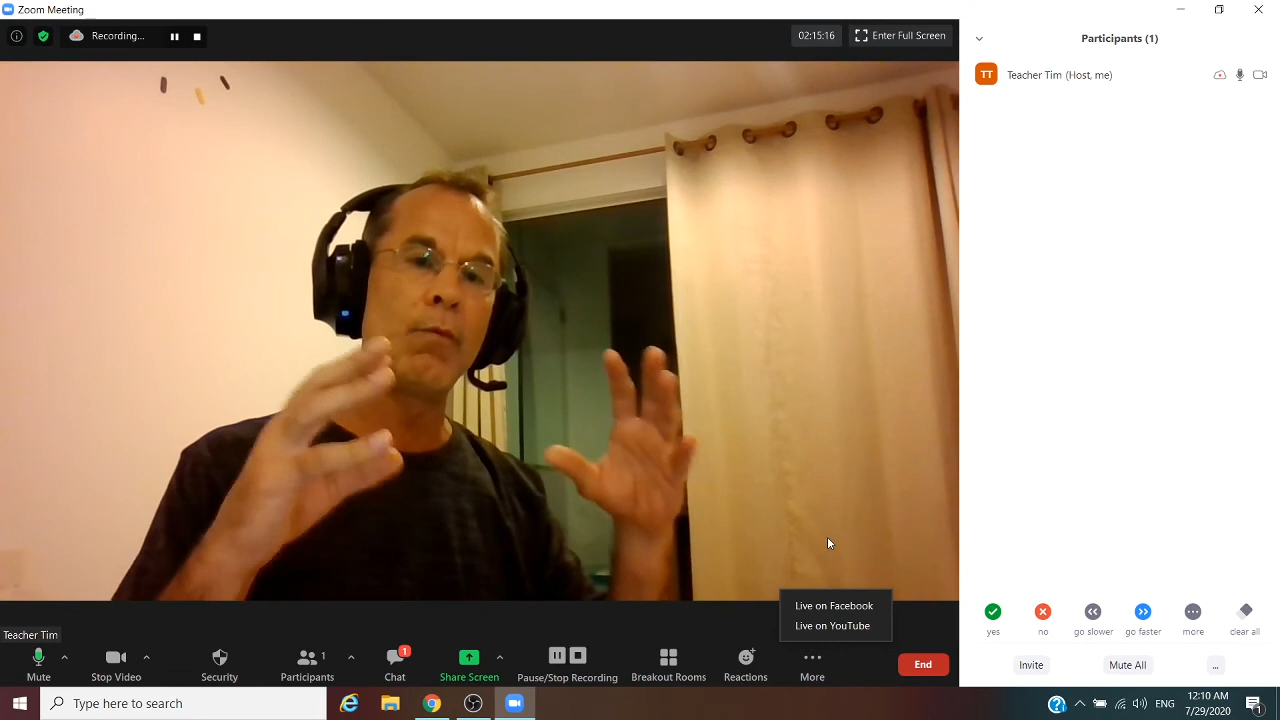 Zoom Meeting
Recording...
02:15:16
Enter Full Screen
Participants (1)
TT
Teacher Tim (Host, me)
Live on Facebook
Live on YouTube
yes
no
go slower
go faster
more
clear all
Teacher Tim
Mute
Stop Video
Security
1
Participants
1
Chat
Share Screen
Pause/Stop Recording
Breakout Rooms
Reactions
More
End
Invite
Mute All
...
Type here to search
ENG
12:10 AM
7/29/2020
1